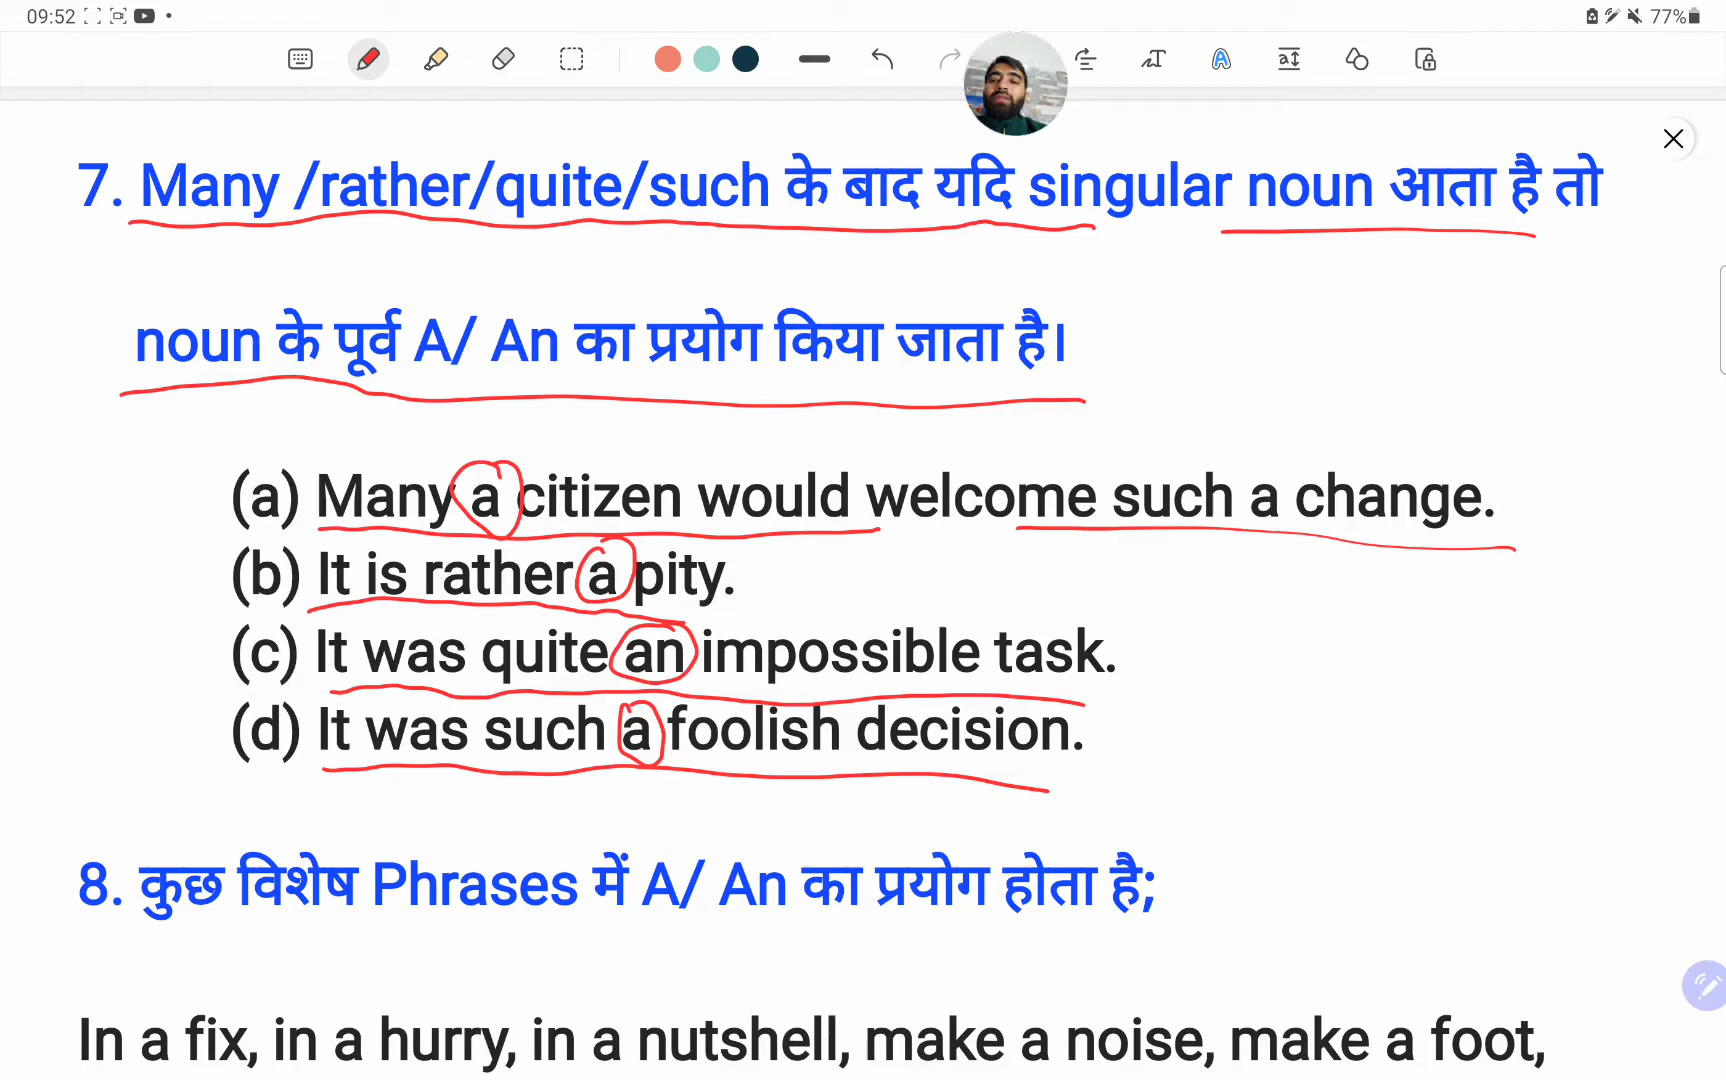 09:52
77%
7. Many /rather/quite/such के बाद यदि singular noun आता है तो
noun के पूर्व A/ An का प्रयोग किया जाता है।
(a) Many a citizen would welcome such a change.
(b) It is rather a pity.
(c) It was quite an impossible task.
(d) It was such a foolish decision.
8. कुछ विशेष Phrases में A/ An का प्रयोग होता है;
In a fix, in a hurry, in a nutshell, make a noise, make a foot,